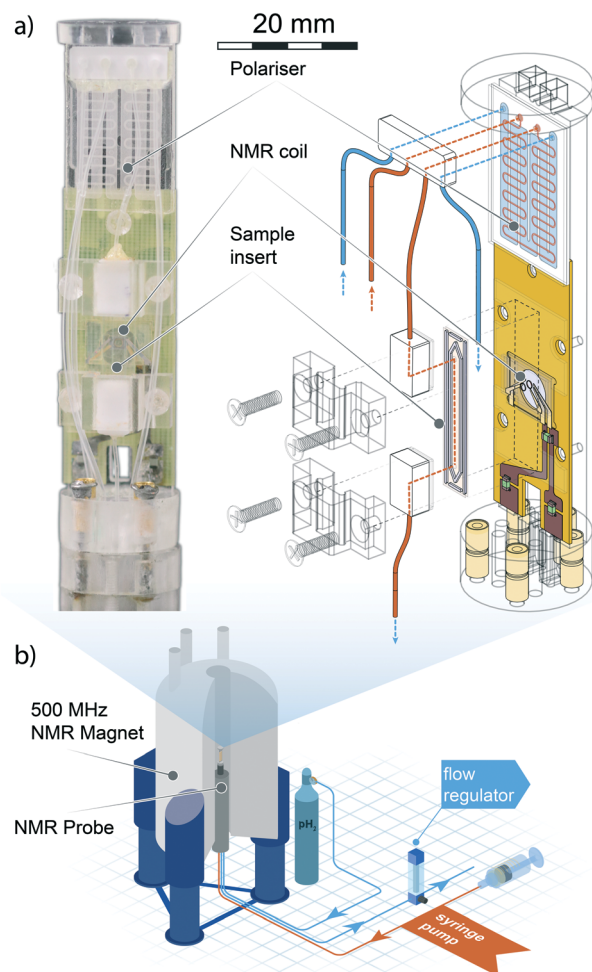 a)
20 mm
Polariser
NMR coil
Sample
insert
b)
500 MHz
NMR Magnet
NMR Probe
pH2
flow
regulator
syringe
pump